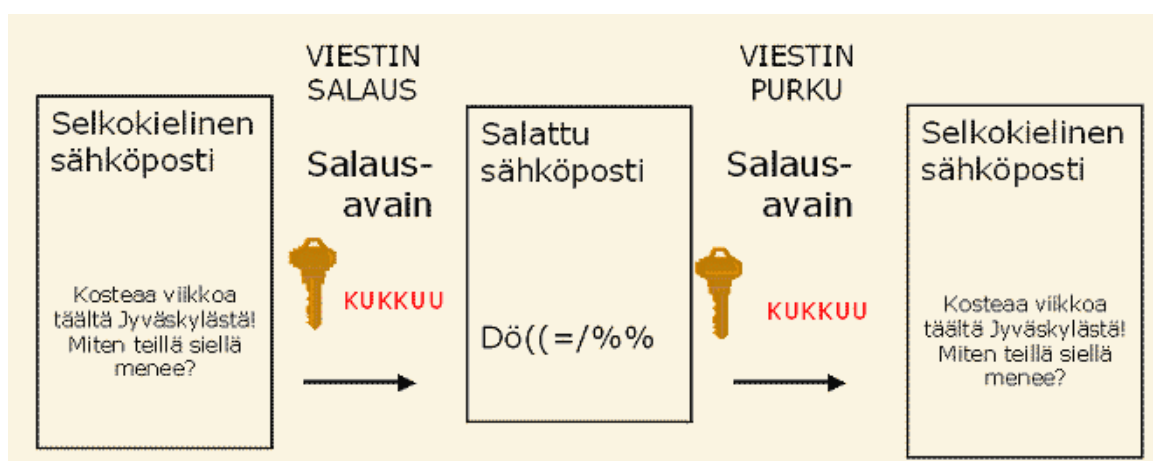 Selkokielinen
sähköposti
Kosteaa viikkoa
täältä Jyväskylästä!
Miten teillä siellä
menee?
VIESTIN
SALAUS
Salaus-
avain
KUKKUU
Salattu
sähköposti
Dö((=/%%
VIESTIN
PURKU
Salaus-
avain
KUKKUU
Selkokielinen
sähköposti
Kosteaa viikkoa
täältä Jyväskylästä!
Miten teillä siellä
menee?